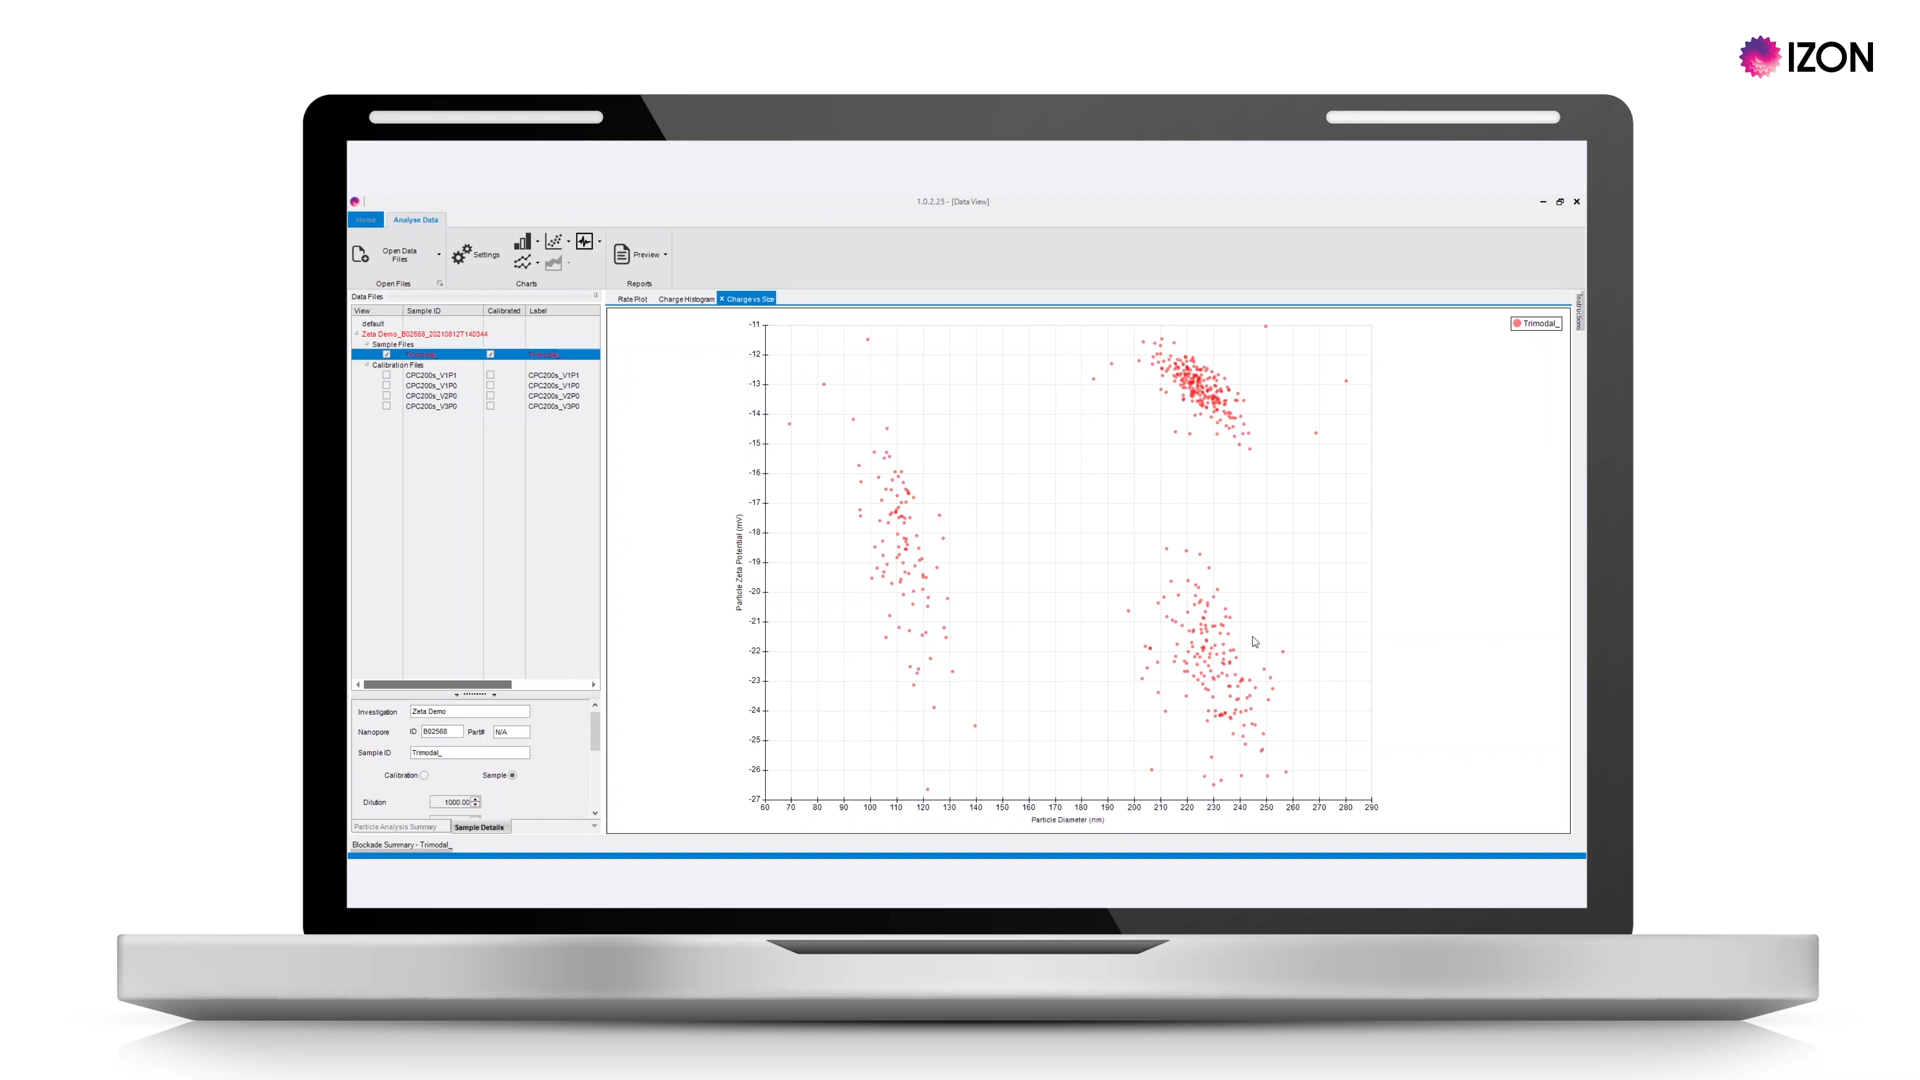 IZON
1.0.2.25 - [Data View]
Home
Analyse Data
Open Data
Files
Settings
Preview
Open Files
Charts
Reports
Data Files
Rate Plot
Charge Histogram
x Charge vs Size
Instructions
View
Sample ID
Calibrated
Label
default
Zeta Demo_B02568_20210812T140344
Sample Files
Trimodal_
Trimodal_
Calibration Files
CPC200s_V1P1
CPC200s_V1P1
CPC200s_V1P0
CPC200s_V1P0
CPC200s_V2P0
CPC200s_V2P0
CPC200s_V3P0
CPC200s_V3P0
Investigation
Zeta Demo
Nanopore
ID
B02568
Part#
N/A
Sample ID
Trimodal_
Calibration
Sample
Dilution
1000.00
Particle Analysis Summary
Sample Details
Blockade Summary - Trimodal_
Trimodal_
Particle Zeta Potential (mV)
-11
-12
-13
-14
-15
-16
-17
-18
-19
-20
-21
-22
-23
-24
-25
-26
-27
60 70 80 90 100 110 120 130 140 150 160 170 180 190 200 210 220 230 240 250 260 270 280 290
Particle Diameter (nm)